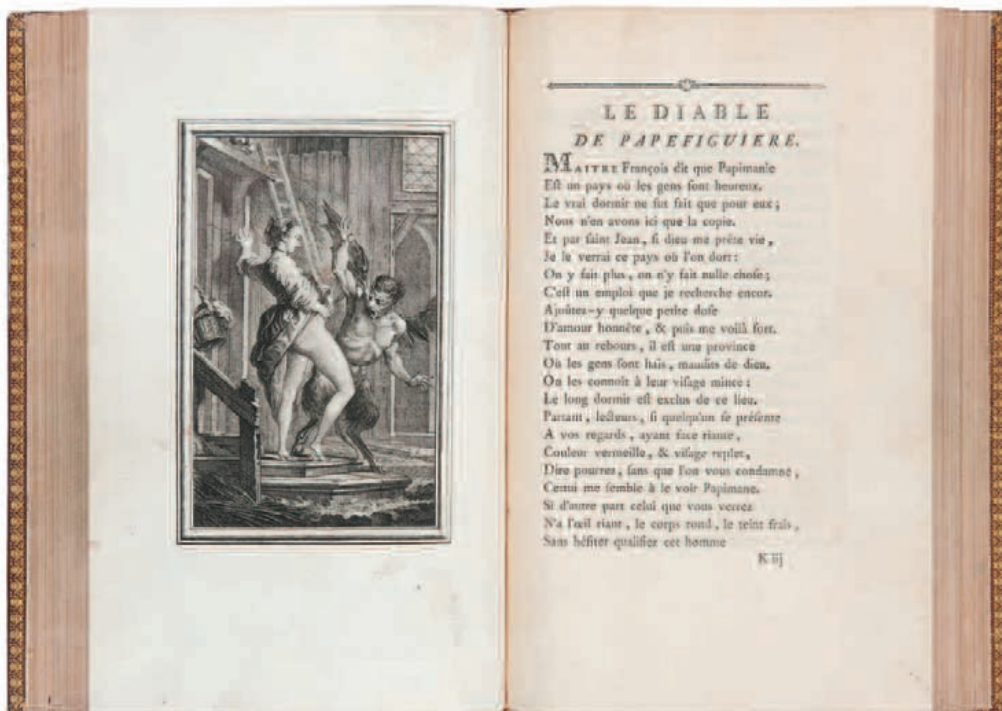 LE DIABLE
DE PAPEFIGUIERE.
MAITRE François dit que Papimanie
Eſt un pays où les gens ſont heureux.
Le vrai dormir ne fut fait que pour eux ;
Nous n'en avons ici que la copie.
Et par ſaint Jean, ſi dieu me prête vie,
Je le verrai ce pays où l'on dort :
On y fait plus, on n'y fait nulle choſe ;
C'eſt un emploi que je recherche encor.
Ajoûtez-y quelque petite doſe
D'amour honnête, & puis me voilà fort.
Tout au rebours, il eſt une province
Où les gens ſont haïs, maudits de dieu.
On les connoît à leur viſage mince :
Le long dormir eſt exclus de ce lieu.
Partant, lecteurs, ſi quelqu'un ſe préſente
A vos regards, ayant face riante,
Couleur vermeille, & viſage replet,
Dire pourrez, ſans que l'on vous condamne,
Cetui me ſemble à le voir Papimane.
Si d'autre part celui que vous verrez
N'a l'œil riant, le corps rond, le teint frais,
Sans héſiter qualifiez cet homme
K iij